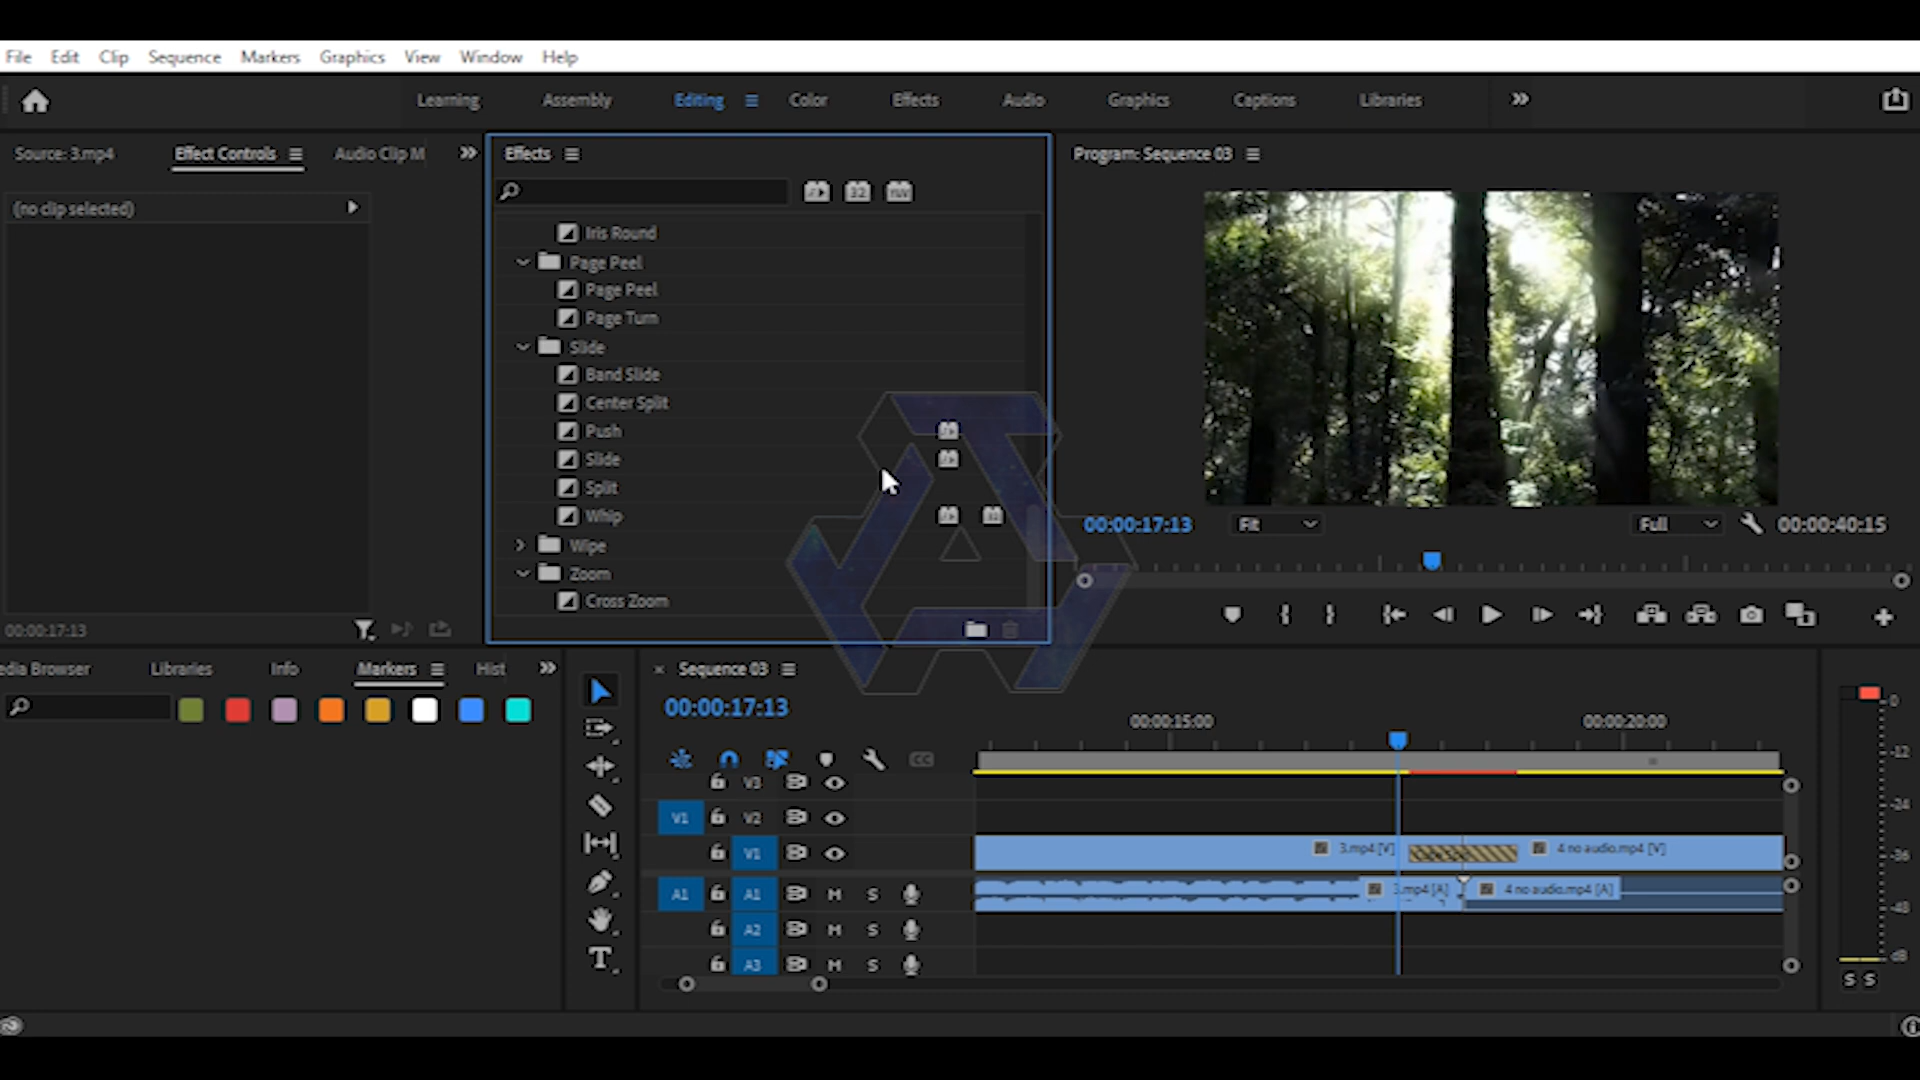 File Edit Clip Sequence Markers Graphics View Window Help
Learning Assembly Editing Color Effects Audio Graphics Captions Libraries
Source: 3.mp4 Effect Controls Audio Clip M
(no clip selected)
00:00:17:13
Effects
32
YUV
Iris Round
Page Peel
Page Peel
Page Turn
Slide
Band Slide
Center Split
Push
Slide
Split
Whip
Wipe
Zoom
Cross Zoom
Program: Sequence 03
00:00:17:13 Fit Full 00:00:40:15
edia Browser Libraries Info Markers Hist
× Sequence 03
00:00:17:13
00:00:15:00 00:00:20:00
CC
V3
V1 V2
V1 3.mp4 [V] 4 no audio.mp4 [V]
A1 A1 M S 3.mp4 [A] 4 no audio.mp4 [A]
A2 M S
A3 M S
T
0
-12
-24
-36
-48
dB
S S